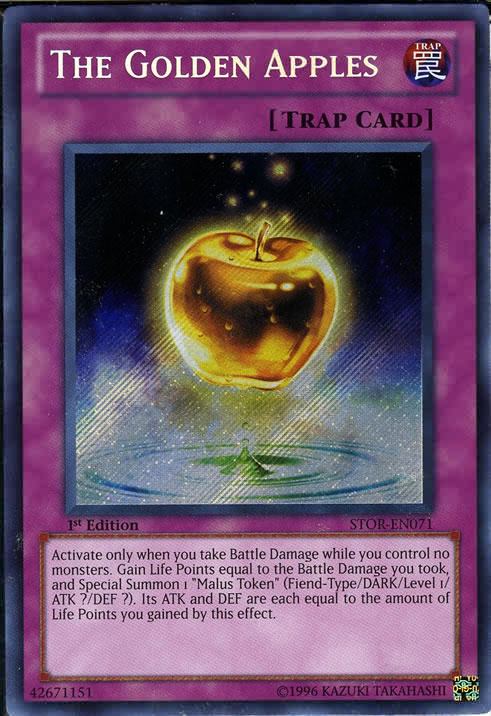 The Golden Apples
TRAP
罠
[Trap Card]
1st Edition
STOR-EN071
Activate only when you take Battle Damage while you control no
monsters. Gain Life Points equal to the Battle Damage you took,
and Special Summon 1 "Malus Token" (Fiend-Type/DARK/Level 1/
ATK ?/DEF ?). Its ATK and DEF are each equal to the amount of
Life Points you gained by this effect.
42671151
©1996 KAZUKI TAKAHASHI